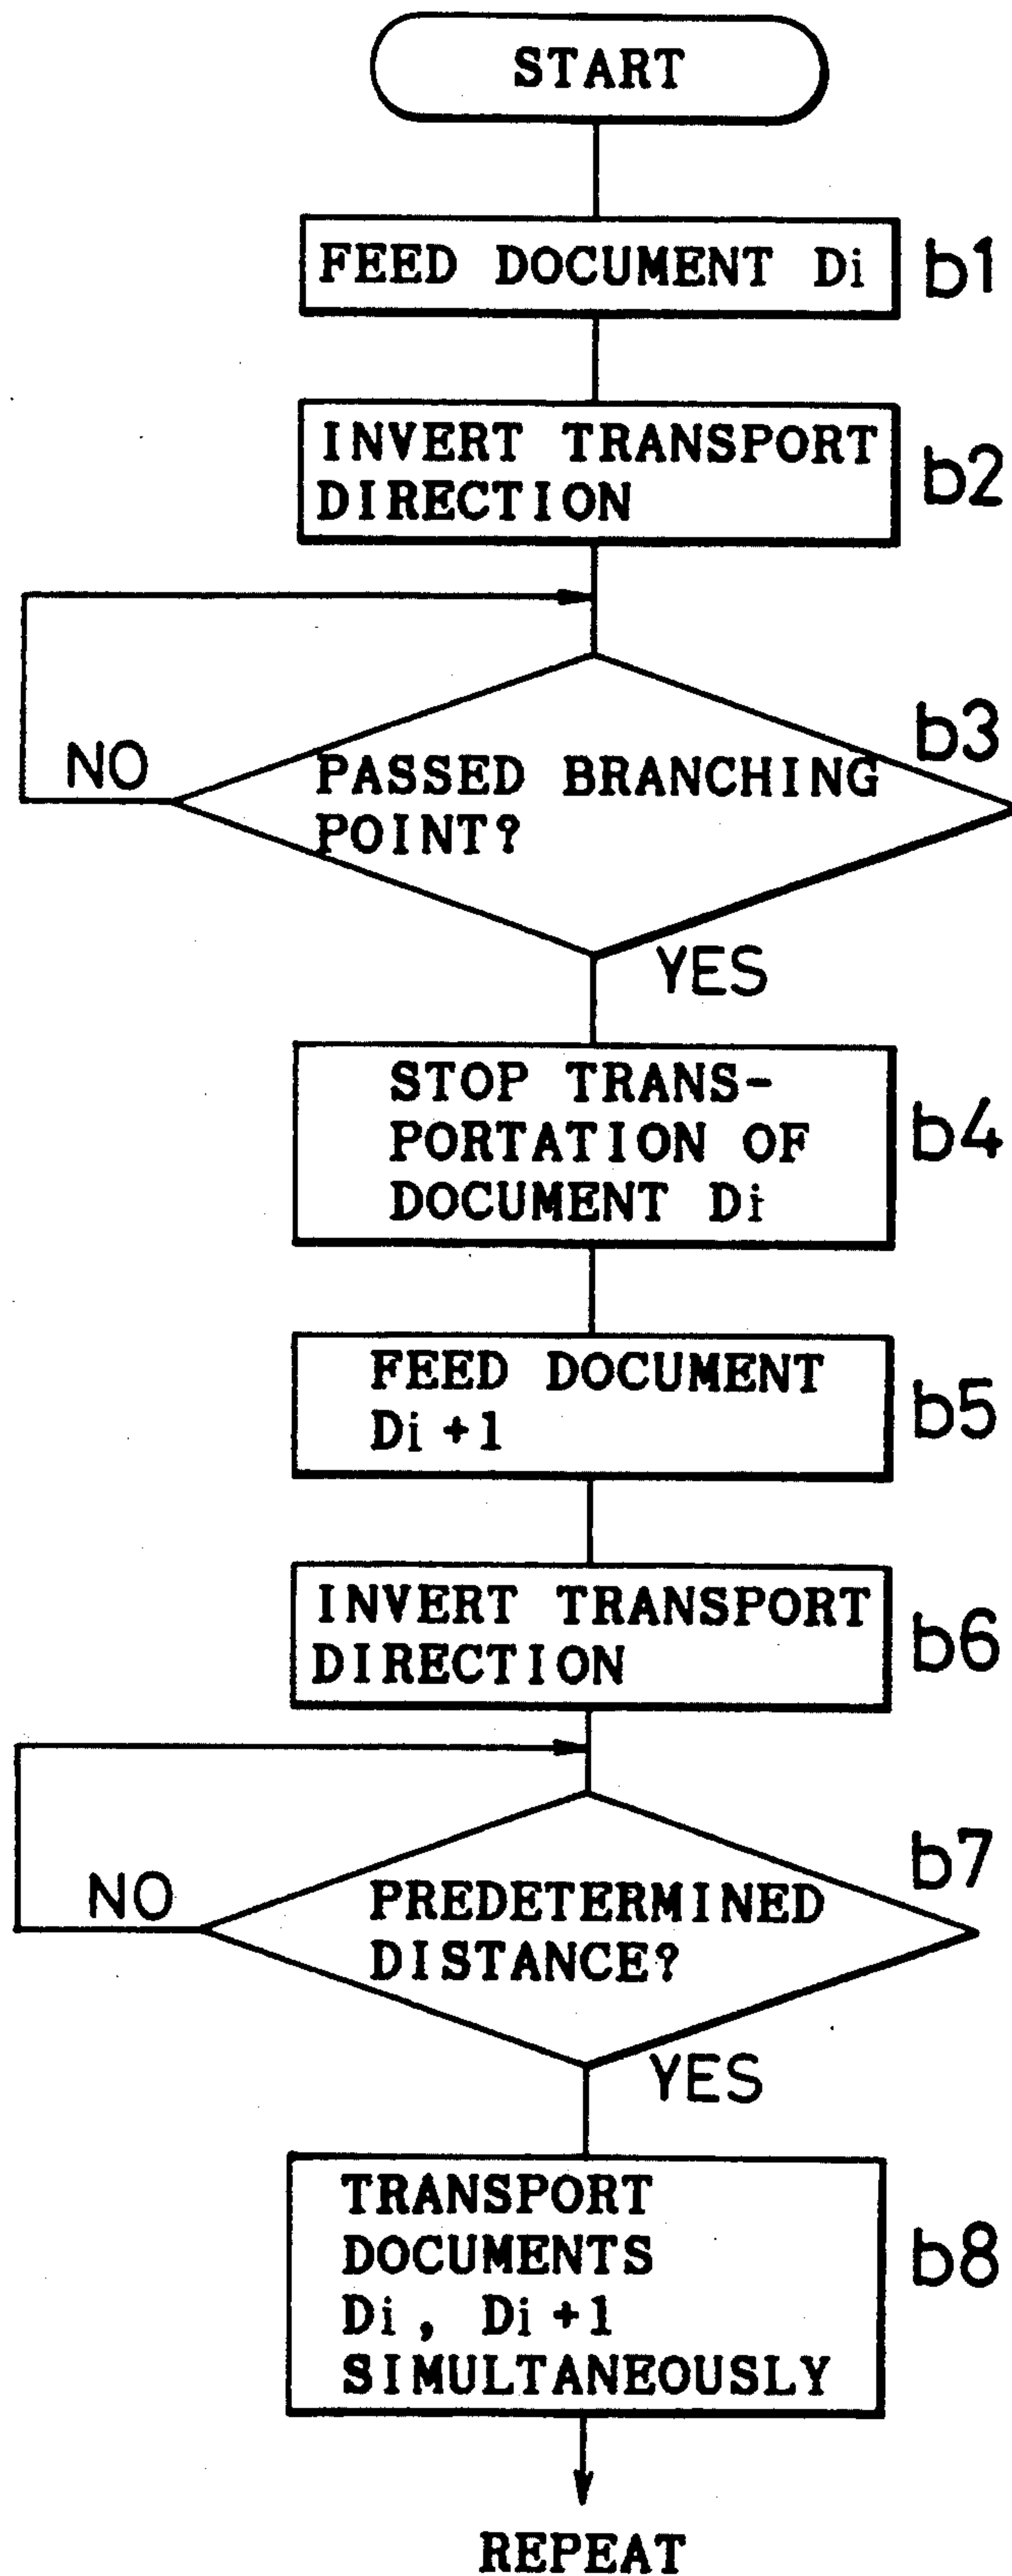 START
FEED DOCUMENT Di
b1
INVERT TRANSPORT
DIRECTION
b2
b3
NO
PASSED BRANCHING
POINT?
YES
STOP TRANS-
PORTATION OF
DOCUMENT Di
b4
FEED DOCUMENT
Di+1
b5
INVERT TRANSPORT
DIRECTION
b6
b7
NO
PREDETERMINED
DISTANCE?
YES
TRANSPORT
DOCUMENTS
Di, Di+1
SIMULTANEOUSLY
b8
REPEAT